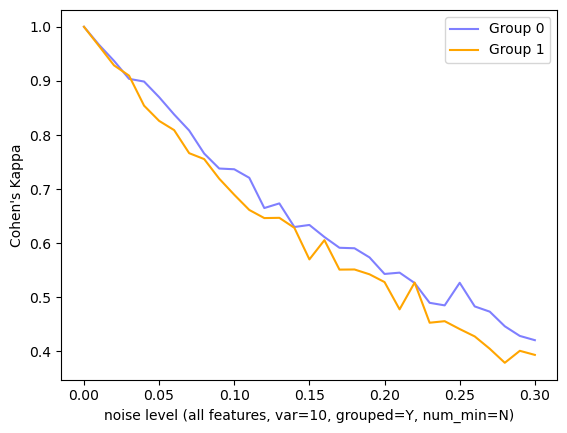 Group 0
Group 1
1.0
0.9
0.8
0.7
0.6
0.5
0.4
Cohen's Kappa
0.00 0.05 0.10 0.15 0.20 0.25 0.30
noise level (all features, var=10, grouped=Y, num_min=N)